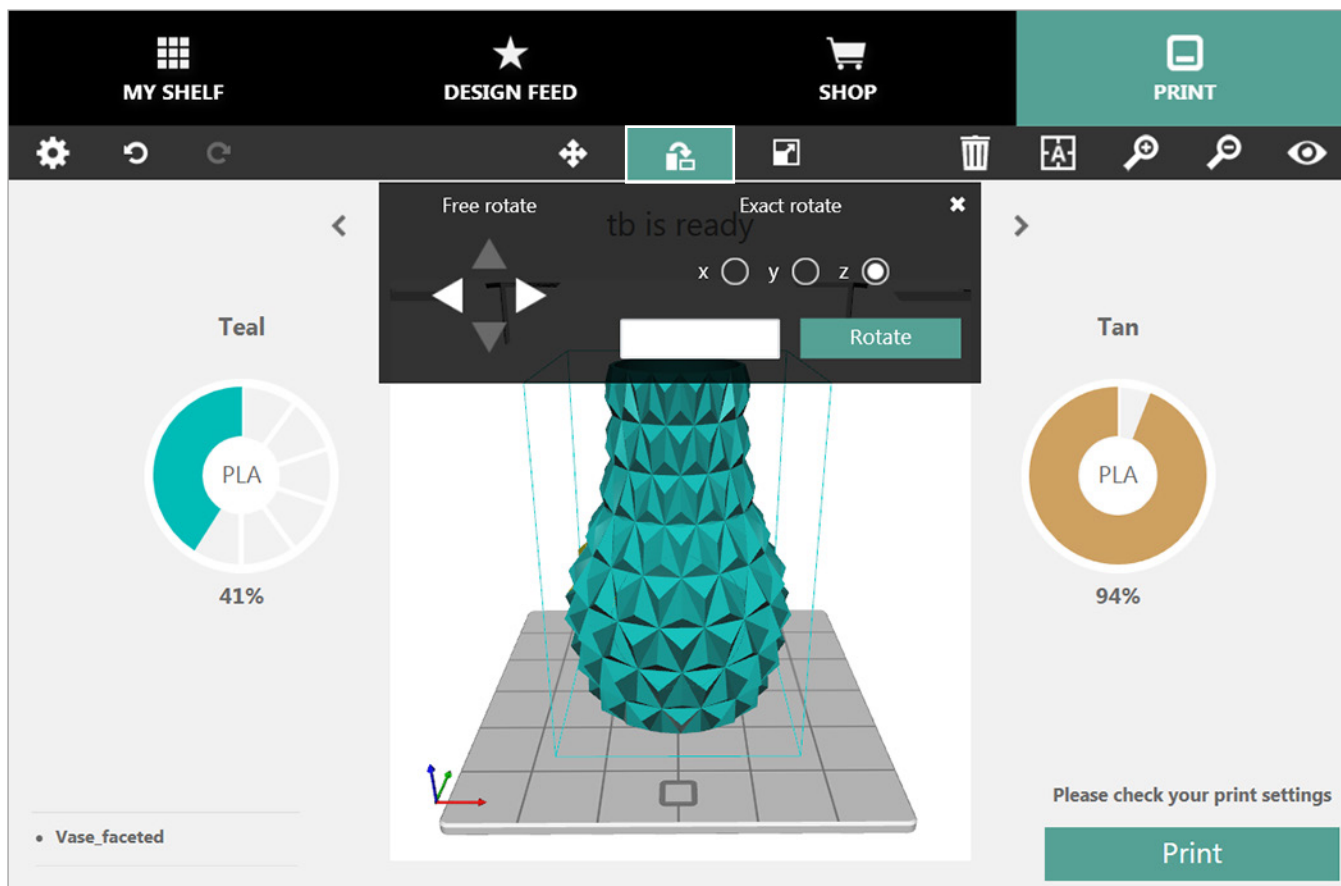 MY SHELF
DESIGN FEED
SHOP
PRINT
A
Free rotate
Exact rotate
tb is ready
x y z
Rotate
Teal
Tan
PLA
PLA
41%
94%
Please check your print settings
Vase_faceted
Print